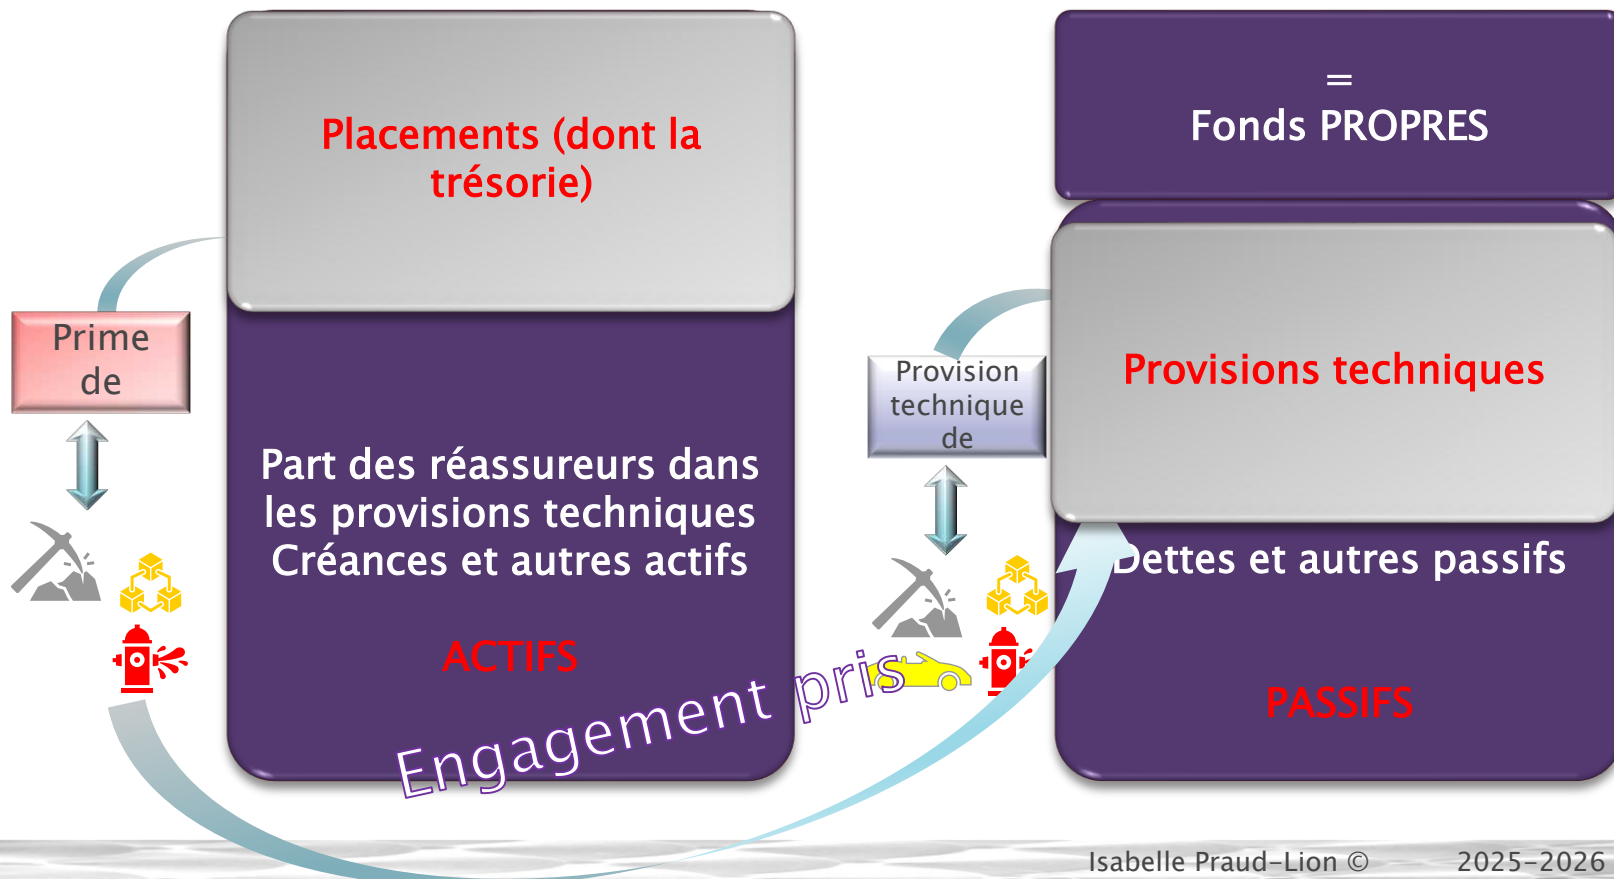 Placements (dont la
trésorie)
Prime
de
Part des réassureurs dans
les provisions techniques
Créances et autres actifs
ACTIFS
Engagement pris
=
Fonds PROPRES
Provision
technique
de
Provisions techniques
Dettes et autres passifs
PASSIFS
Isabelle Praud-Lion © 2025-2026